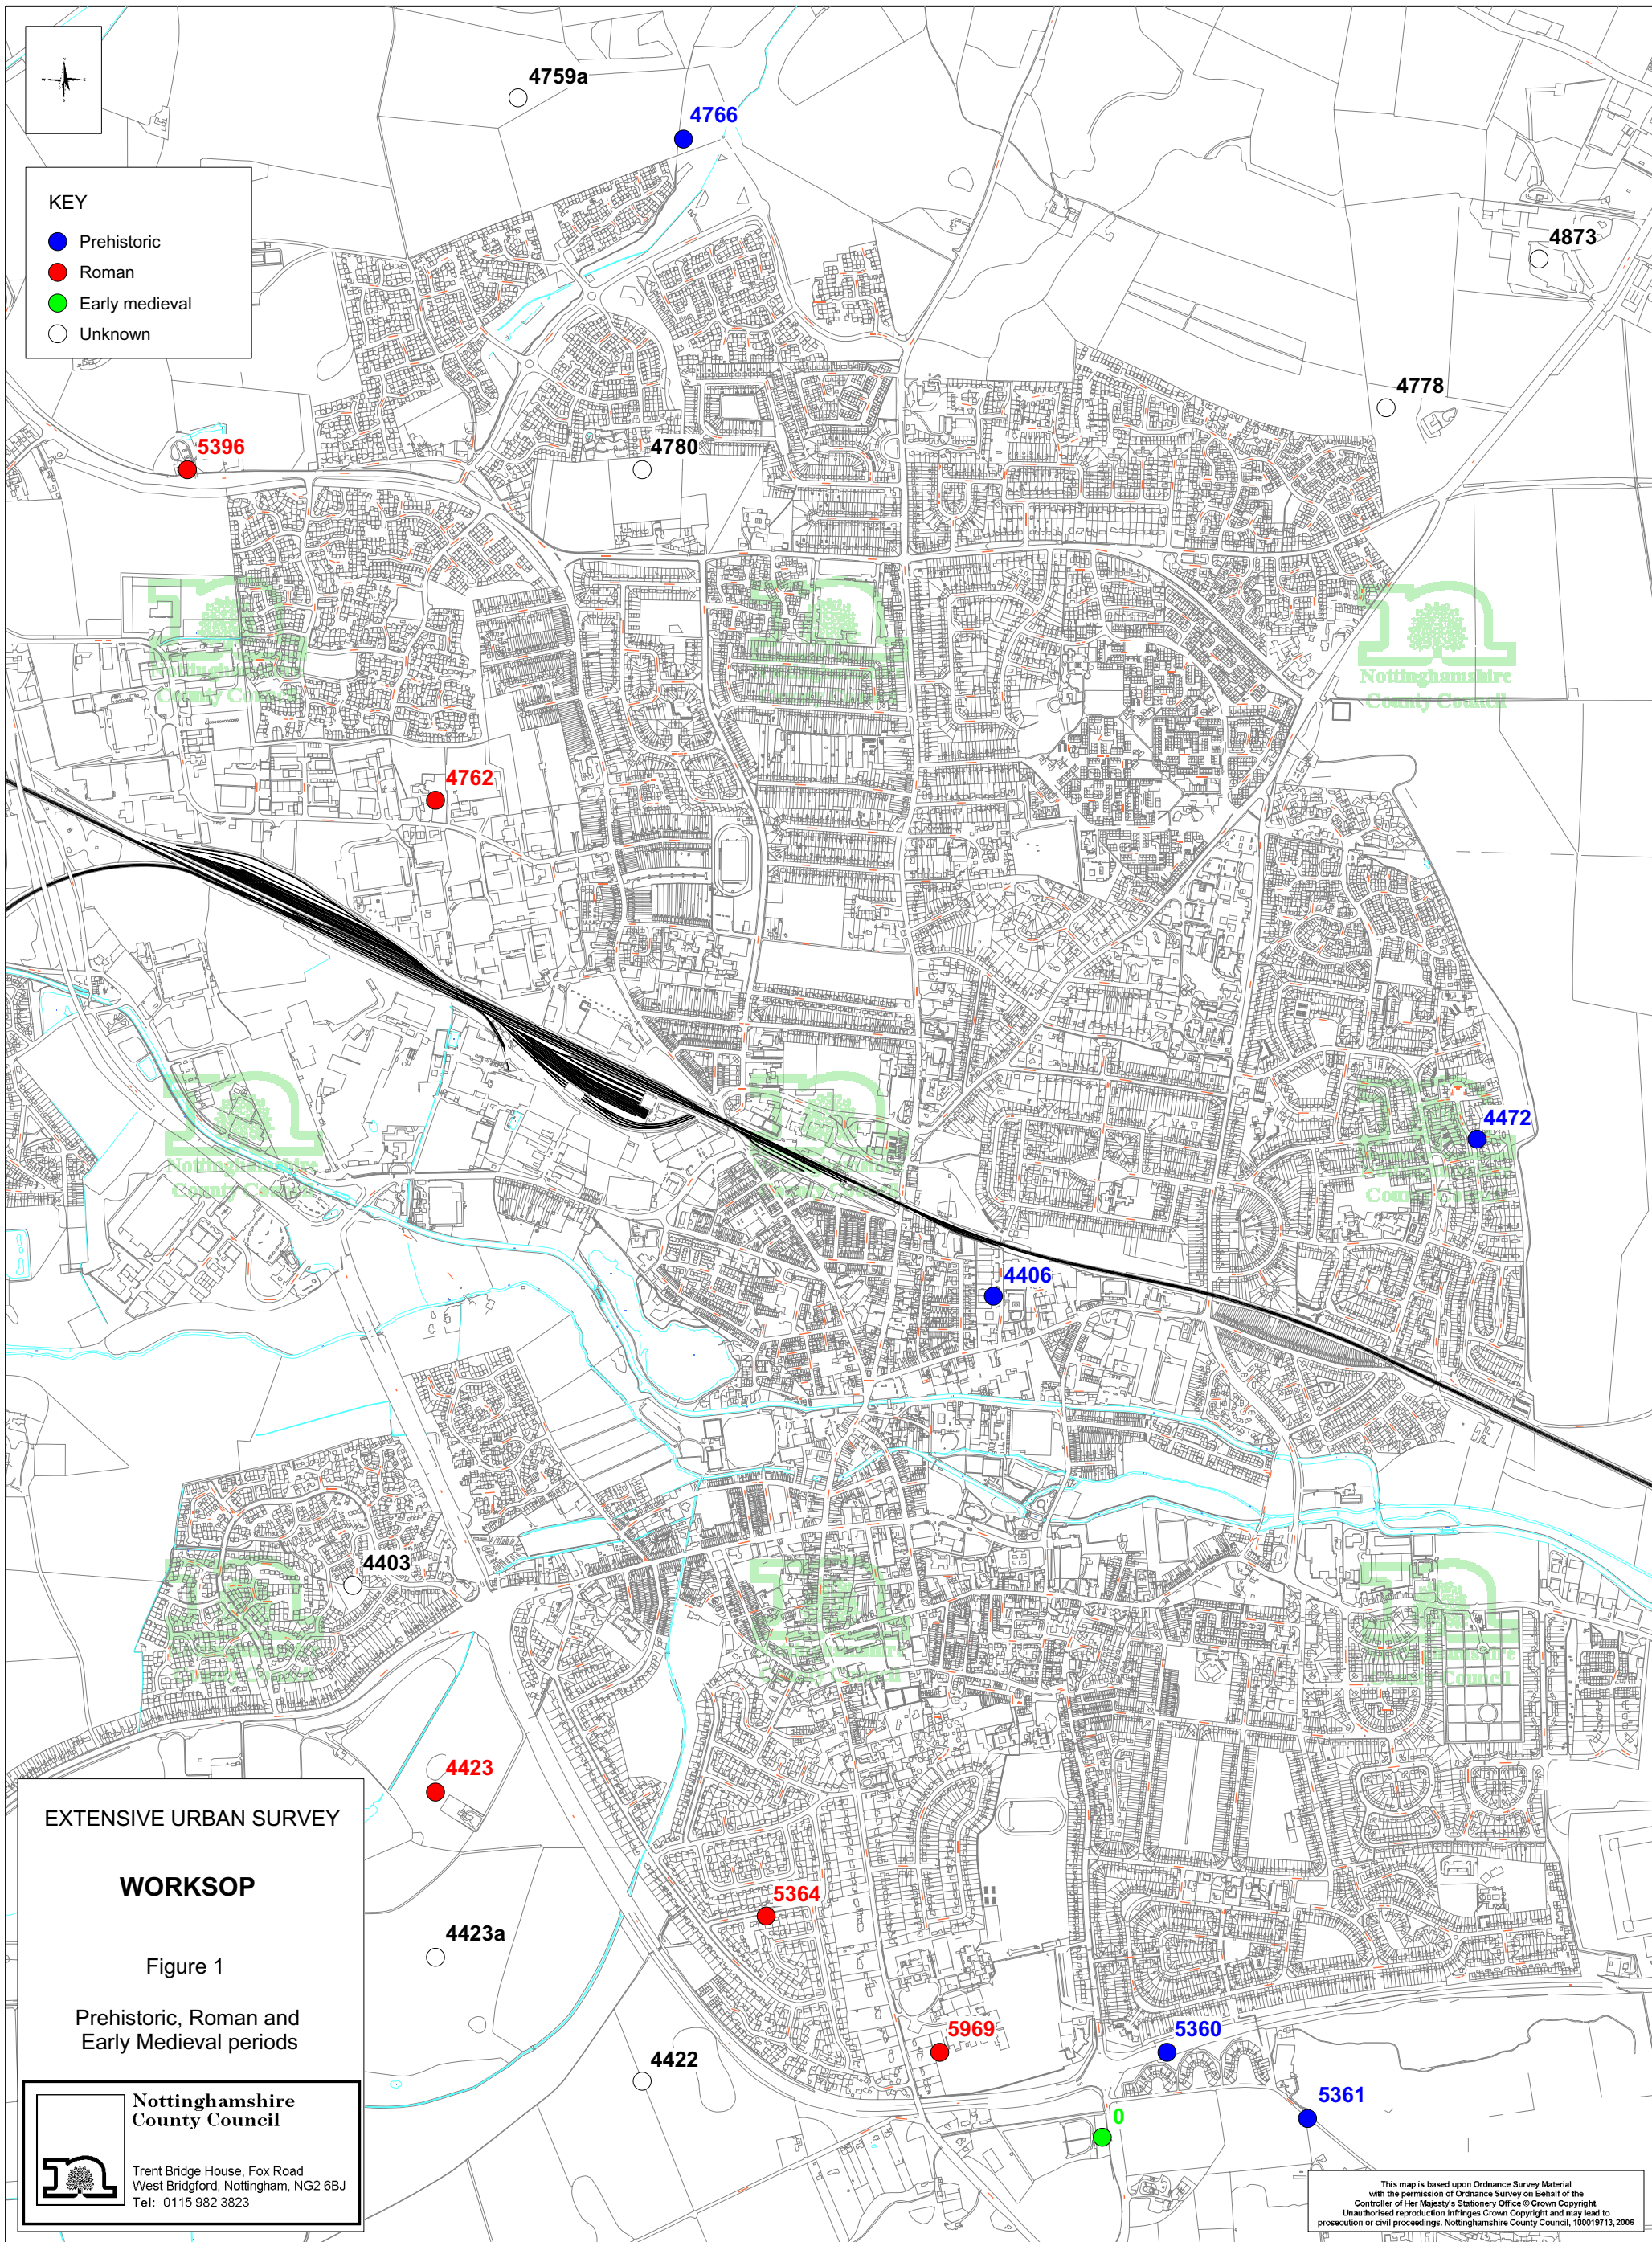 4759a
4766
KEY
Prehistoric
Roman
Early medieval
Unknown
4873
4778
5396
4780
Nottinghamshire
County Council
4762
4472
4406
4403
4423
EXTENSIVE URBAN SURVEY
WORKSOP
Figure 1
Prehistoric, Roman and
Early Medieval periods
5364
4423a
5969
5360
4422
5361
0
Nottinghamshire
County Council
Trent Bridge House, Fox Road
West Bridgford, Nottingham, NG2 6BJ
Tel: 0115 982 3823
This map is based upon Ordnance Survey Material
with the permission of Ordnance Survey on Behalf of the
Controller of Her Majesty's Stationery Office © Crown Copyright.
Unauthorised reproduction infringes Crown Copyright and may lead to
prosecution or civil proceedings. Nottinghamshire County Council, 100019713, 2006